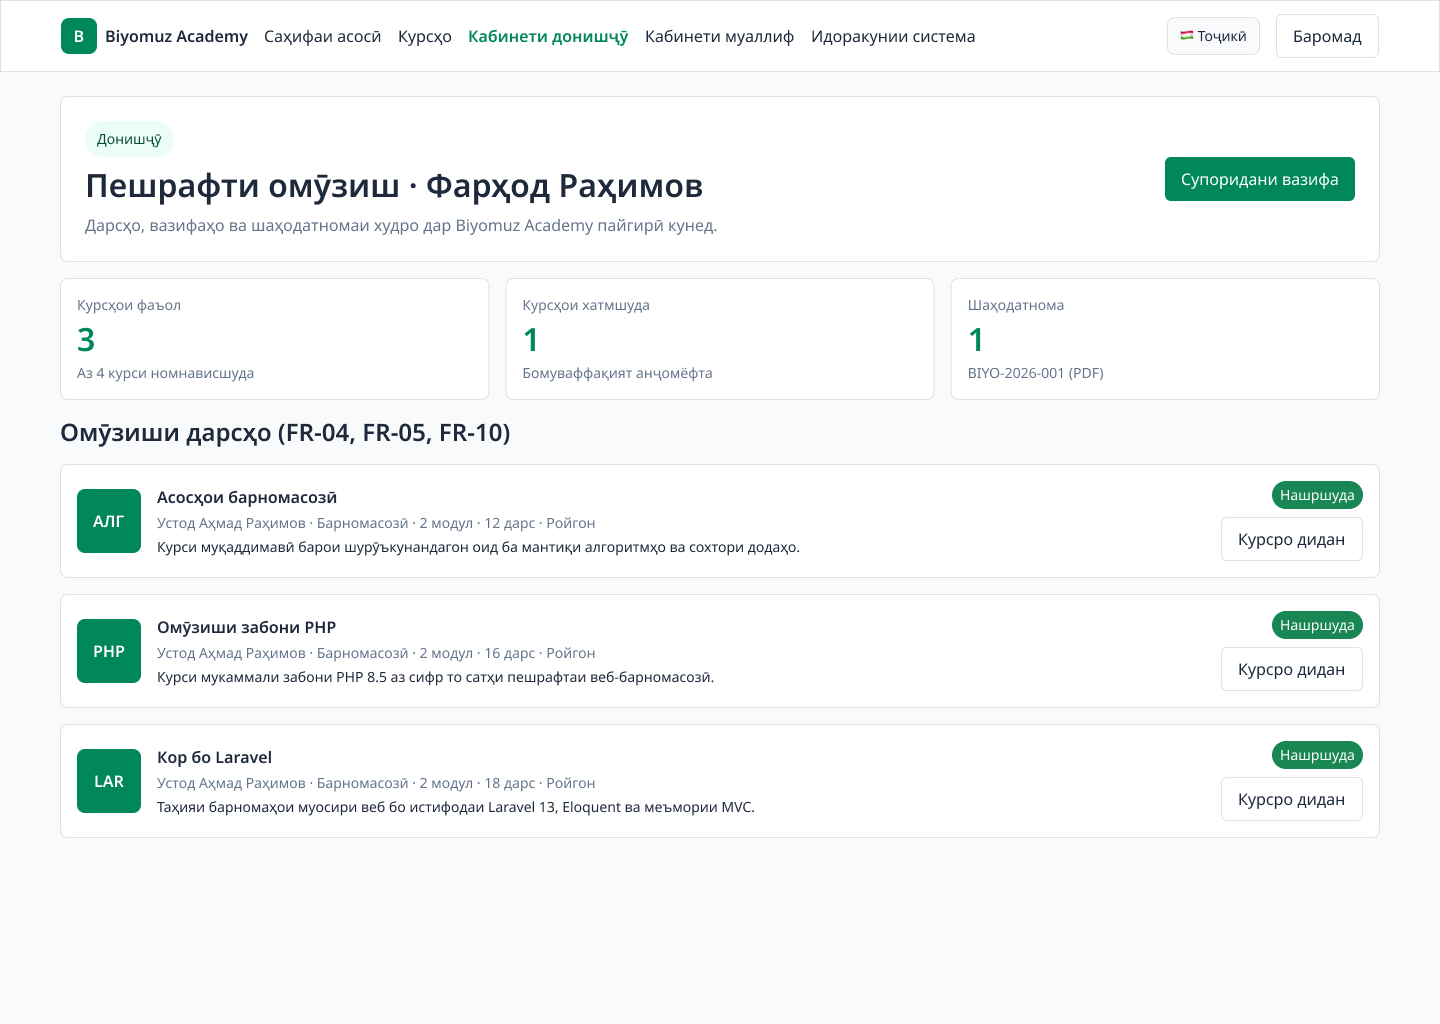 B Biyomuz Academy Саҳифаи асосӣ Курсҳо Кабинети донишҷӯ Кабинети муаллиф Идоракунии система Тоҷикӣ Баромад
Донишҷӯ
Пешрафти омӯзиш · Фарҳод Раҳимов
Дарсҳо, вазифаҳо ва шаҳодатномаи худро дар Biyomuz Academy пайгирӣ кунед.
Супоридани вазифа
Курсҳои фаъол
3
Аз 4 курси номнависшуда
Курсҳои хатмшуда
1
Бомуваффақият анҷомёфта
Шаҳодатнома
1
BIYO-2026-001 (PDF)
Омӯзиши дарсҳо (FR-04, FR-05, FR-10)
АЛГ
Асосҳои барномасозӣ
Устод Аҳмад Раҳимов · Барномасозӣ · 2 модул · 12 дарс · Ройгон
Курси муқаддимавӣ барои шурӯъкунандагон оид ба мантиқи алгоритмҳо ва сохтори додаҳо.
Нашршуда
Курсро дидан
PHP
Омӯзиши забони PHP
Устод Аҳмад Раҳимов · Барномасозӣ · 2 модул · 16 дарс · Ройгон
Курси мукаммали забони PHP 8.5 аз сифр то сатҳи пешрафтаи веб-барномасозӣ.
Нашршуда
Курсро дидан
LAR
Кор бо Laravel
Устод Аҳмад Раҳимов · Барномасозӣ · 2 модул · 18 дарс · Ройгон
Таҳияи барномаҳои муосири веб бо истифодаи Laravel 13, Eloquent ва меъмории MVC.
Нашршуда
Курсро дидан